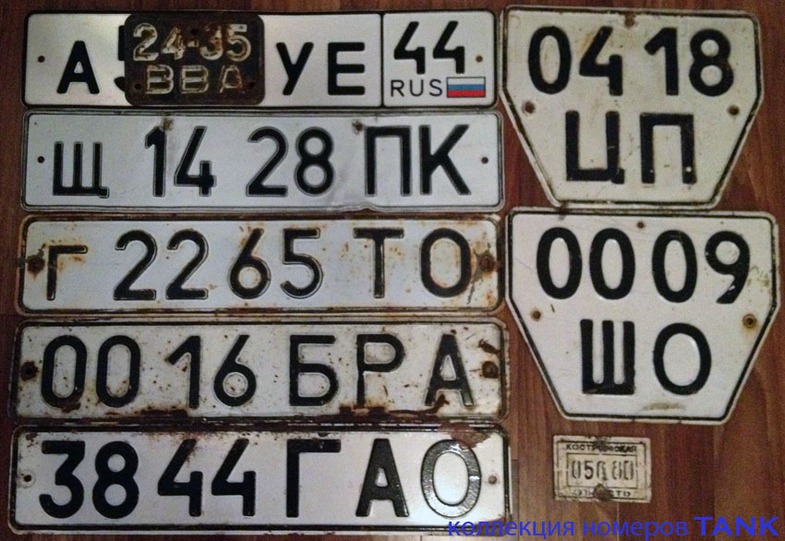 24-35
ВВА
УЕ
44
RUS
04 18
ЦП
щ 14 28 ПК
г 22 65 ТО
00 09
ШО
00 16 БРА
38 44 ГАО
КОСТРОМСКАЯ
коллекция номеров TANK